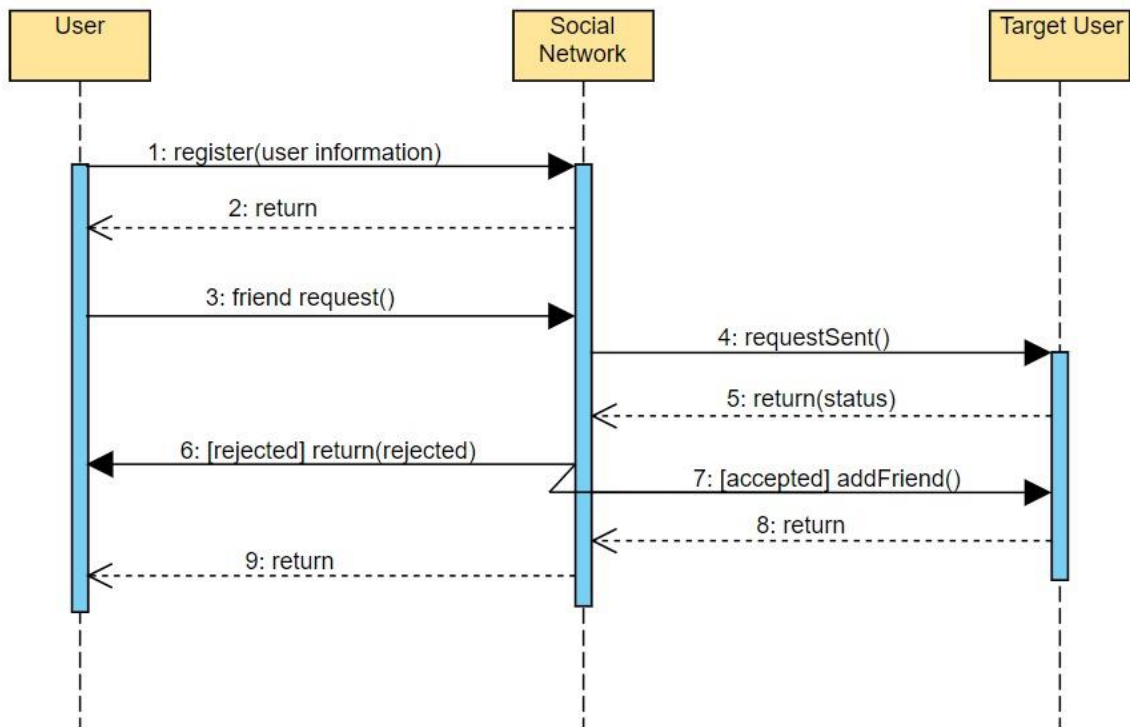 User
Social
Network
Target User
1: register(user information)
2: return
3: friend request()
4: requestSent()
5: return(status)
6: [rejected] return(rejected)
7: [accepted] addFriend()
8: return
9: return